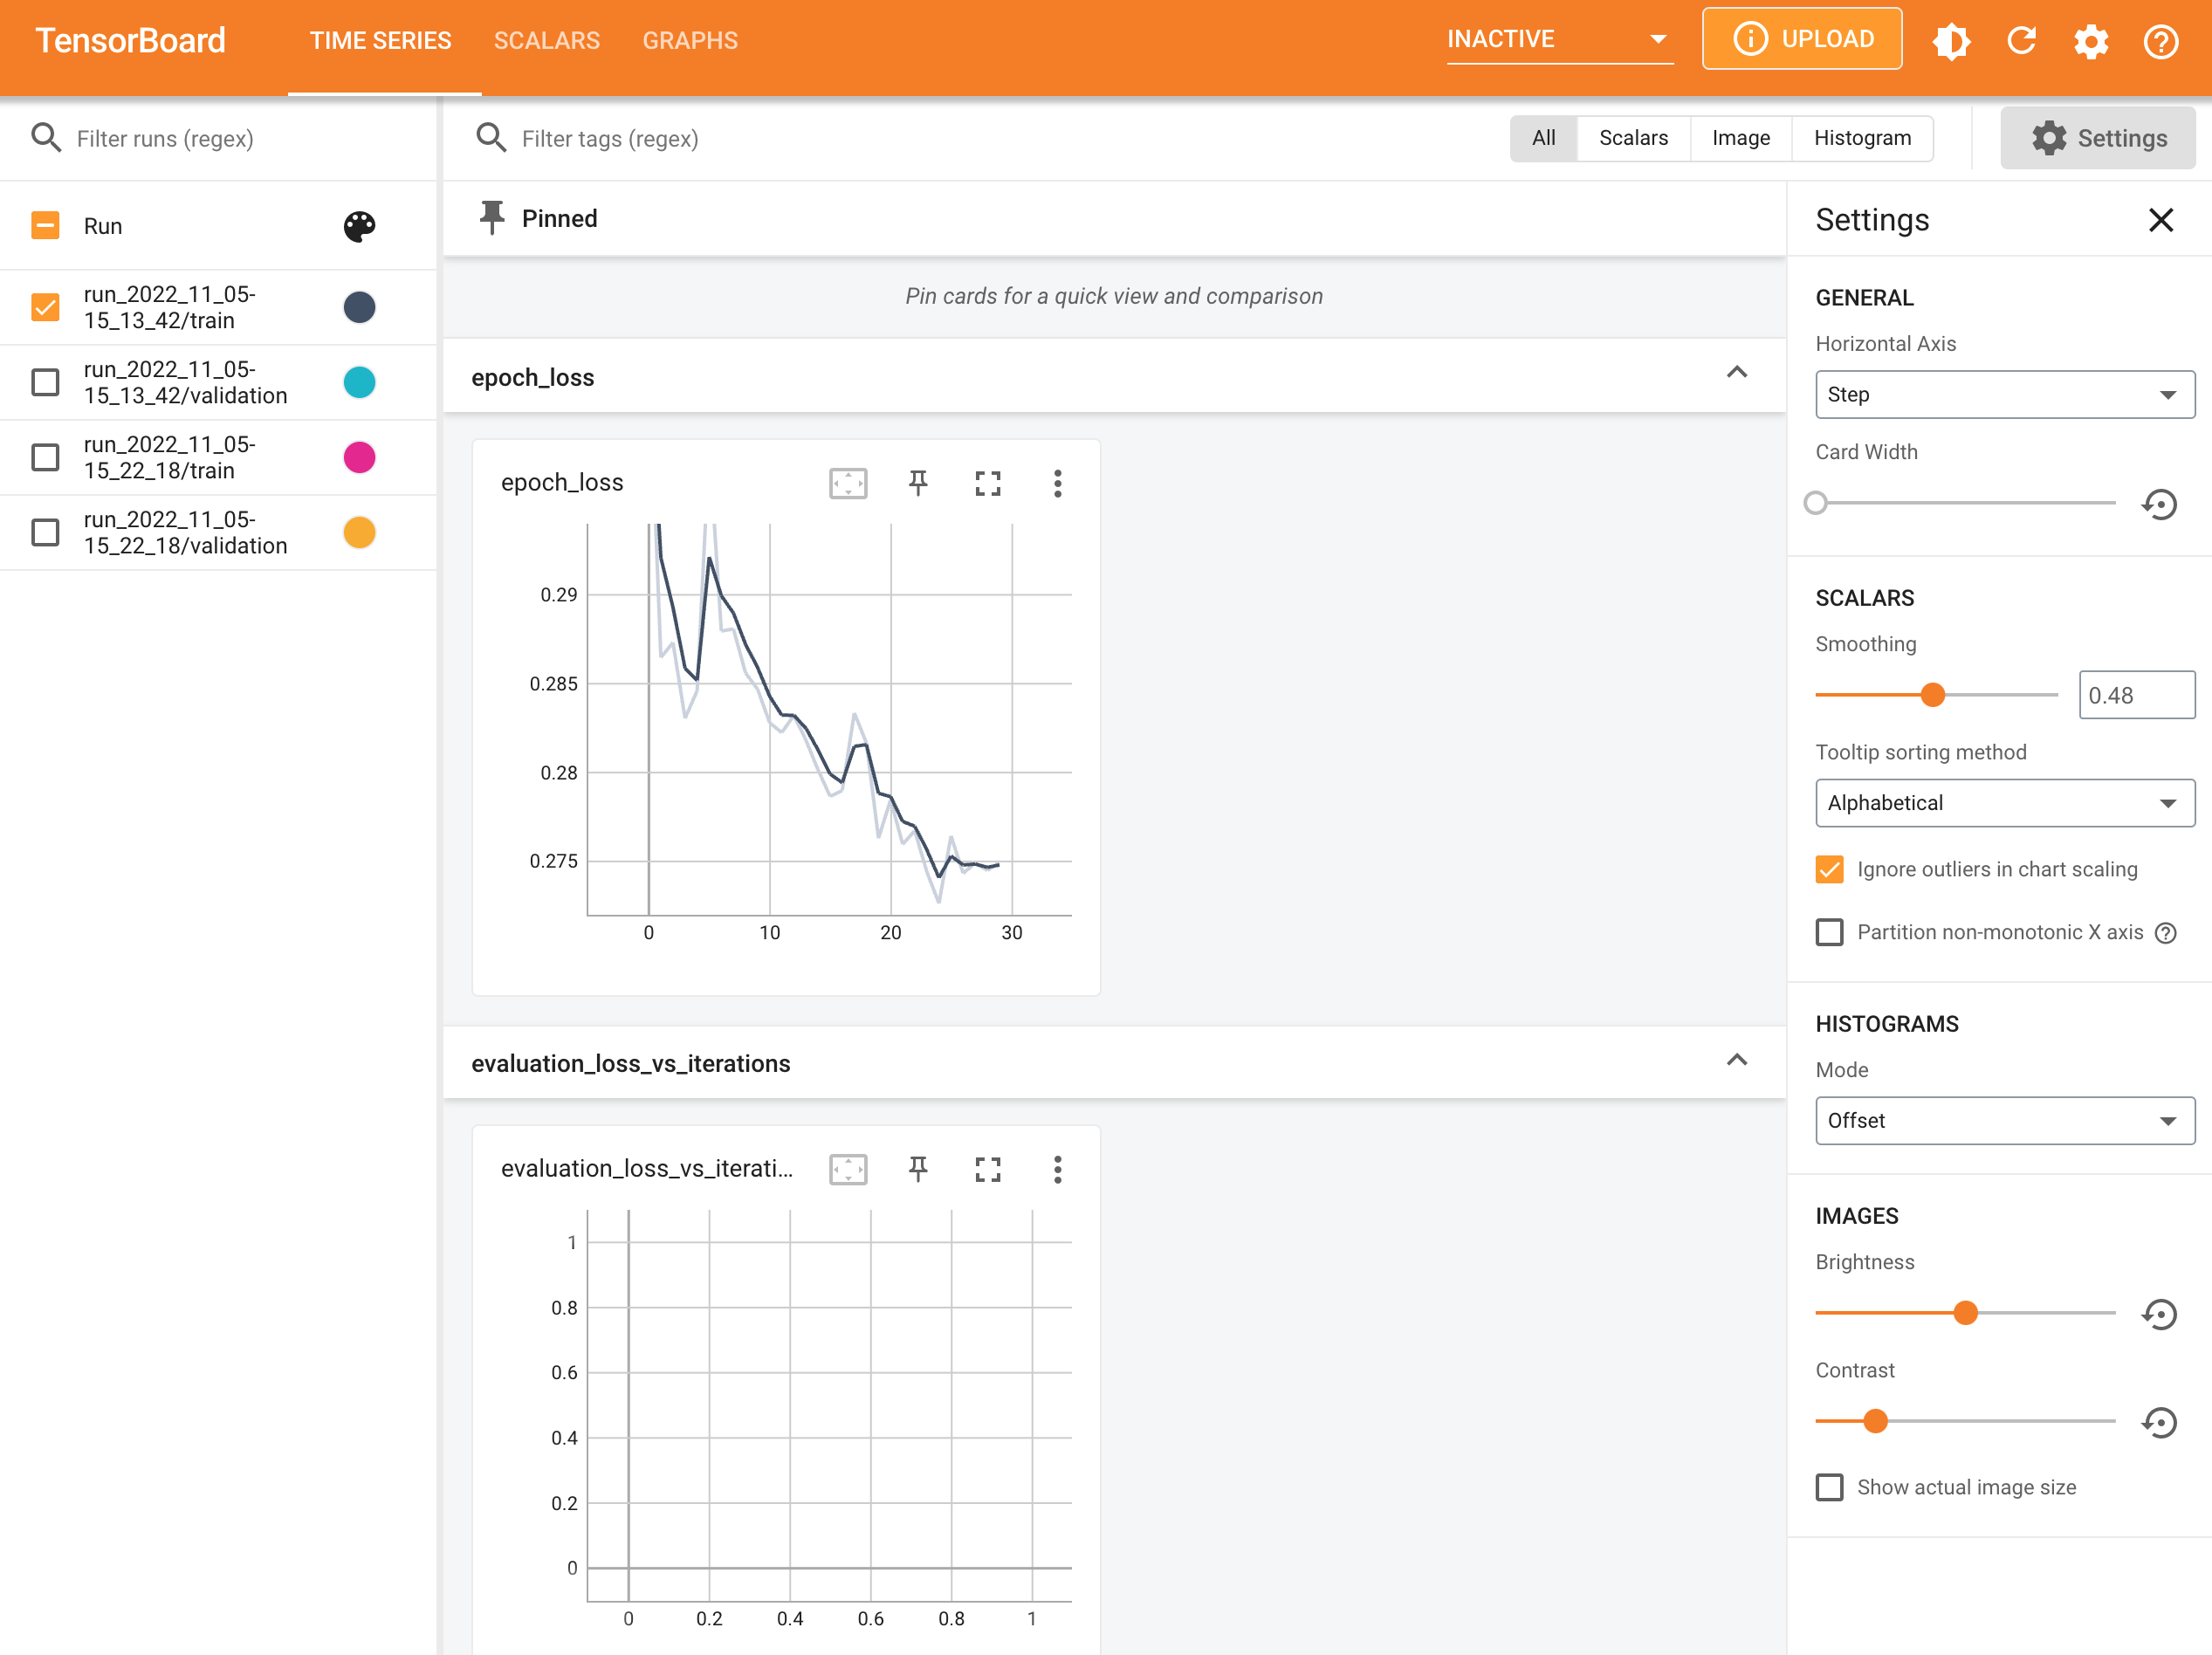 TensorBoard
TIME SERIES
SCALARS
GRAPHS
INACTIVE
UPLOAD
Filter runs (regex)
Run
run_2022_11_05-
15_13_42/train
run_2022_11_05-
15_13_42/validation
run_2022_11_05-
15_22_18/train
run_2022_11_05-
15_22_18/validation
Filter tags (regex)
All
Scalars
Image
Histogram
Settings
Pinned
Pin cards for a quick view and comparison
epoch_loss
epoch_loss
0.29
0.285
0.28
0.275
0
10
20
30
evaluation_loss_vs_iterations
evaluation_loss_vs_iterati...
1
0.8
0.6
0.4
0.2
0
0
0.2
0.4
0.6
0.8
1
Settings
GENERAL
Horizontal Axis
Step
Card Width
SCALARS
Smoothing
0.48
Tooltip sorting method
Alphabetical
Ignore outliers in chart scaling
Partition non-monotonic X axis
HISTOGRAMS
Mode
Offset
IMAGES
Brightness
Contrast
Show actual image size